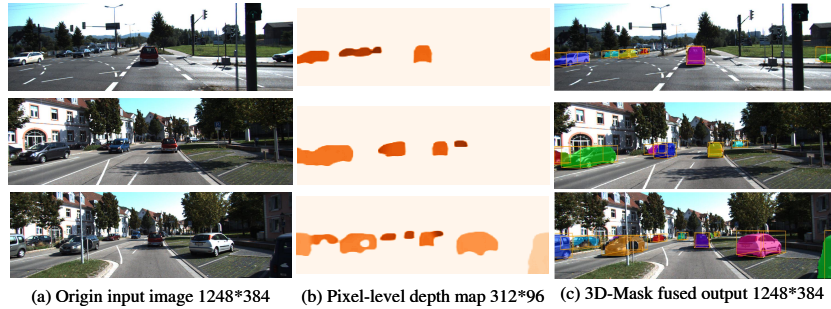 (a) Origin input image 1248*384
(b) Pixel-level depth map 312*96
(c) 3D-Mask fused output 1248*384